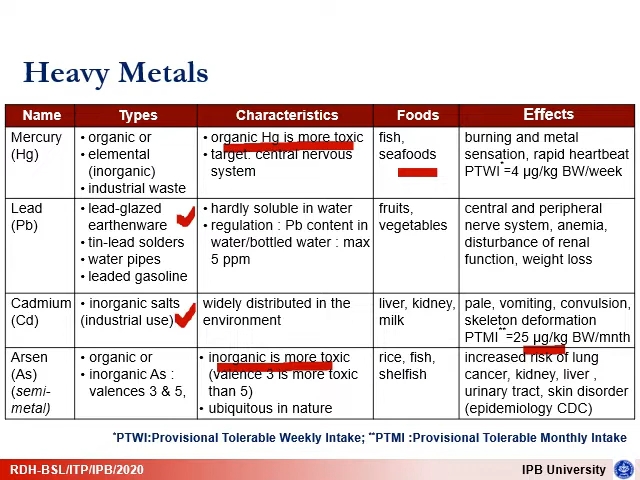 Heavy Metals
Name Types Characteristics Foods Effects
Mercury
(Hg)
• organic or
• elemental
(inorganic)
• industrial waste
• organic Hg is more toxic
• target: central nervous
system
fish,
seafoods
burning and metal
sensation, rapid heartbeat
PTWI*=4 µg/kg BW/week
Lead
(Pb)
• lead-glazed
earthenware
• tin-lead solders
• water pipes
• leaded gasoline
• hardly soluble in water
• regulation : Pb content in
water/bottled water : max
5 ppm
fruits,
vegetables
central and peripheral
nerve system, anemia,
disturbance of renal
function, weight loss
Cadmium
(Cd)
• inorganic salts
(industrial use)
widely distributed in the
environment
liver, kidney,
milk
pale, vomiting, convulsion,
skeleton deformation
PTMI**=25 µg/kg BW/mnth
Arsen
(As)
(semi-
metal)
• organic or
• inorganic As :
valences 3 & 5,
• inorganic is more toxic
(valence 3 is more toxic
than 5)
• ubiquitous in nature
rice, fish,
shelfish
increased risk of lung
cancer, kidney, liver ,
urinary tract, skin disorder
(epidemiology CDC)
*PTWI:Provisional Tolerable Weekly Intake; **PTMI :Provisional Tolerable Monthly Intake
RDH-BSL/ITP/IPB/2020 IPB University